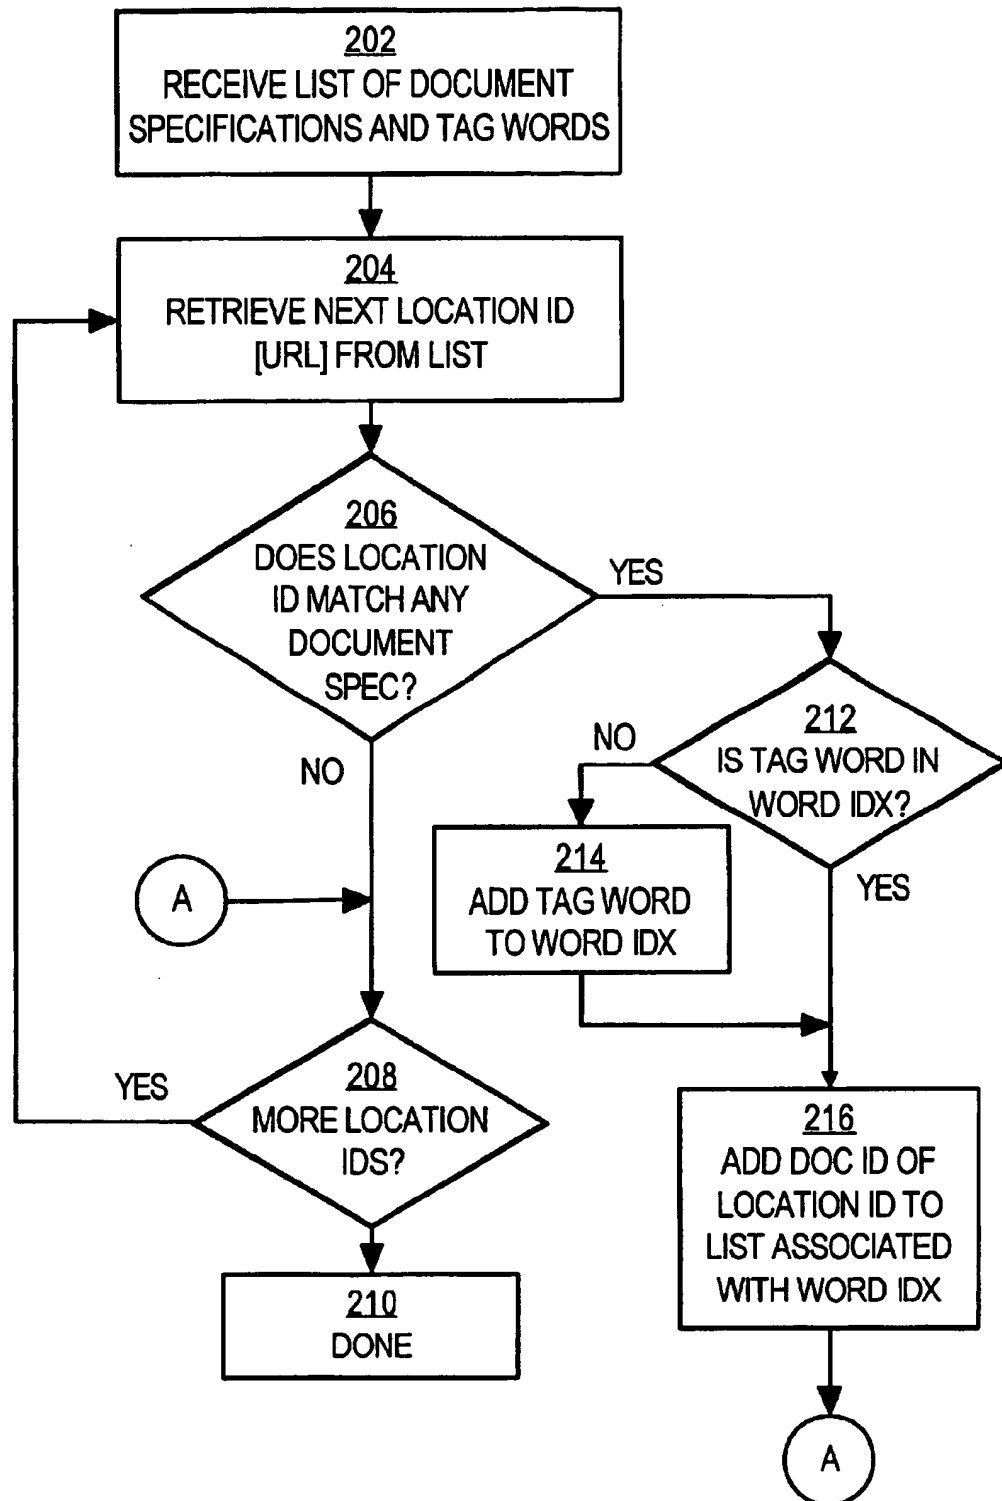 202
RECEIVE LIST OF DOCUMENT
SPECIFICATIONS AND TAG WORDS
204
RETRIEVE NEXT LOCATION ID
[URL] FROM LIST
206
DOES LOCATION
ID MATCH ANY
DOCUMENT
SPEC?
YES
NO
212
IS TAG WORD IN
WORD IDX?
NO
YES
214
ADD TAG WORD
TO WORD IDX
A
208
MORE LOCATION
IDS?
YES
210
DONE
216
ADD DOC ID OF
LOCATION ID TO
LIST ASSOCIATED
WITH WORD IDX
A